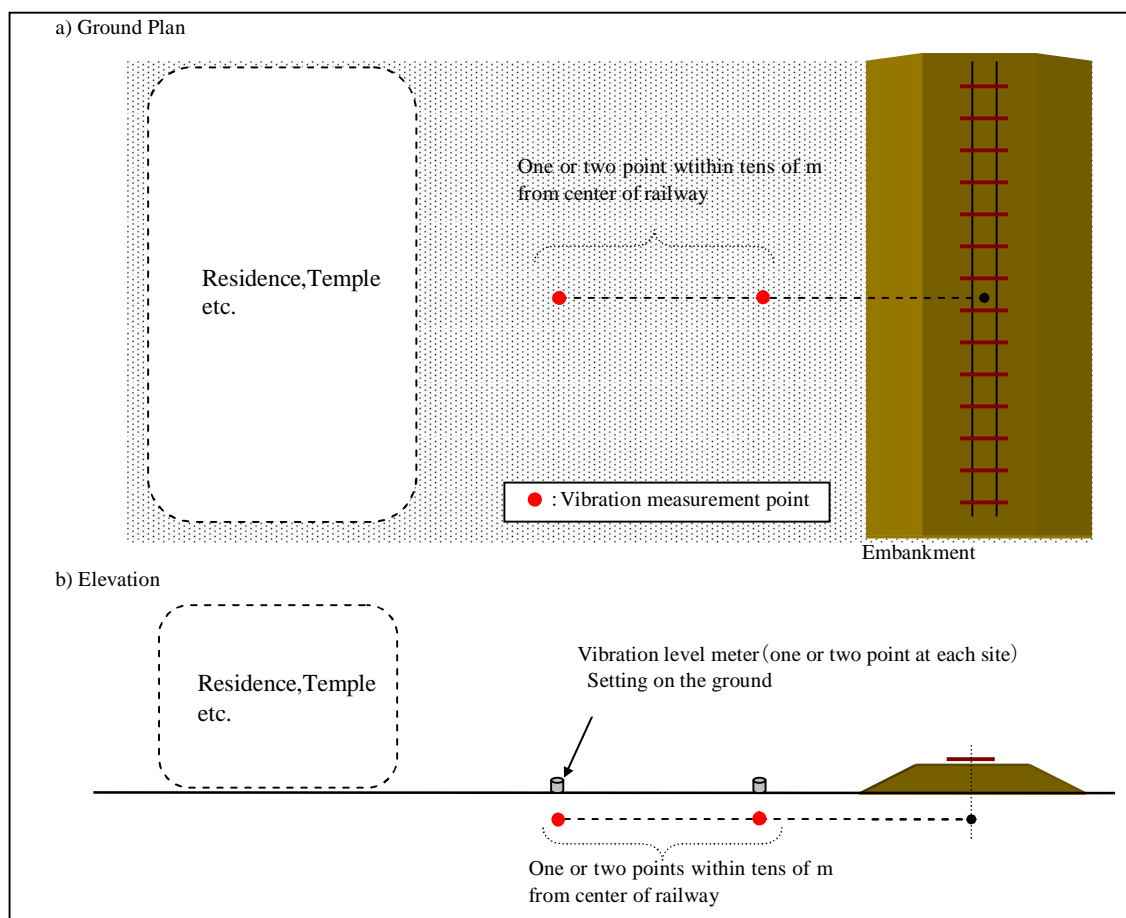 a) Ground Plan
One or two point wtithin tens of m
from center of railway
Residence,Temple
etc.
: Vibration measurement point
Embankment
b) Elevation
Vibration level meter（one or two point at each site）
Setting on the ground
Residence,Temple
etc.
One or two points within tens of m
from center of railway